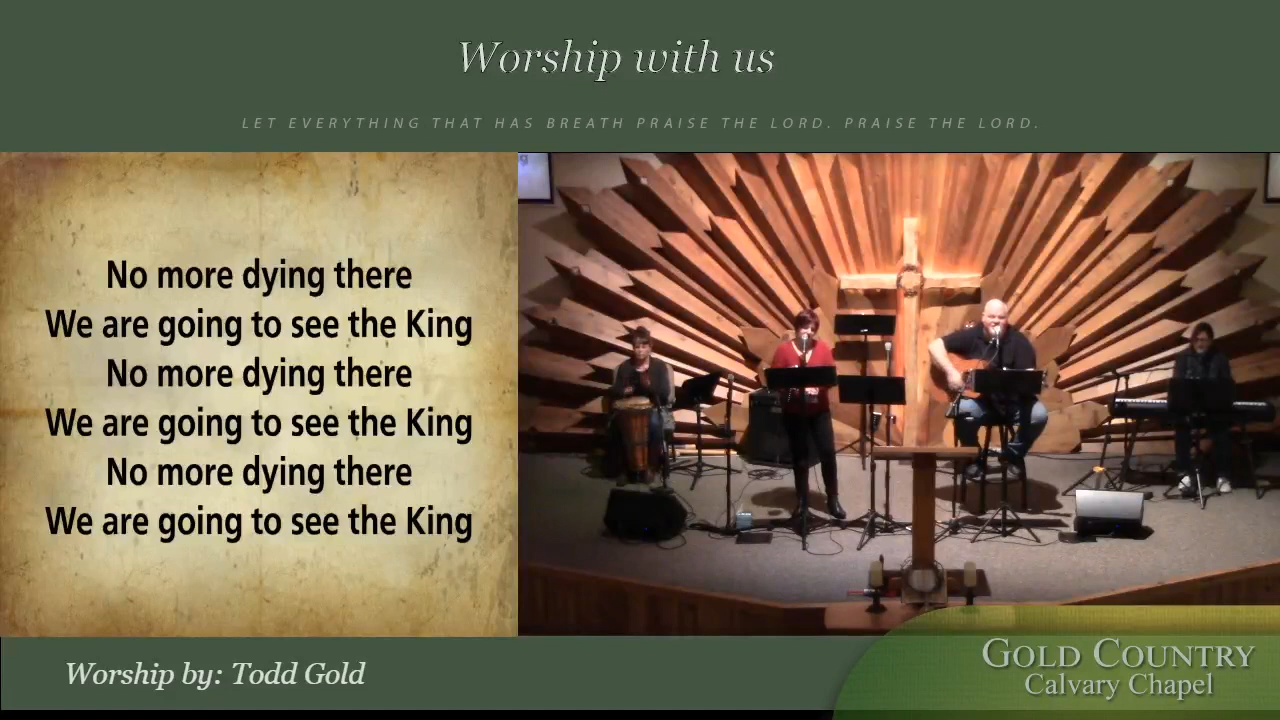 Worship with us
LET EVERYTHING THAT HAS BREATH PRAISE THE LORD. PRAISE THE LORD.
No more dying there
We are going to see the King
No more dying there
We are going to see the King
No more dying there
We are going to see the King
Worship by: Todd Gold
GOLD COUNTRY
Calvary Chapel